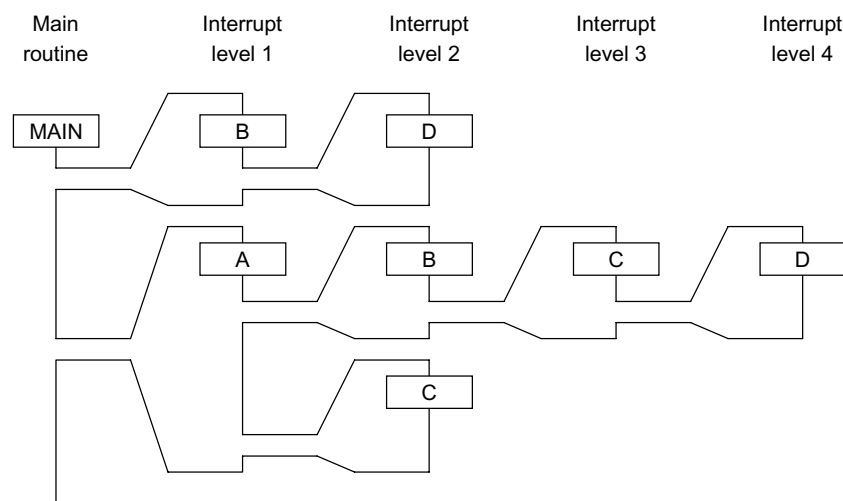 Main routine
Interrupt level 1
Interrupt level 2
Interrupt level 3
Interrupt level 4
MAIN
B
D
A
B
C
D
C